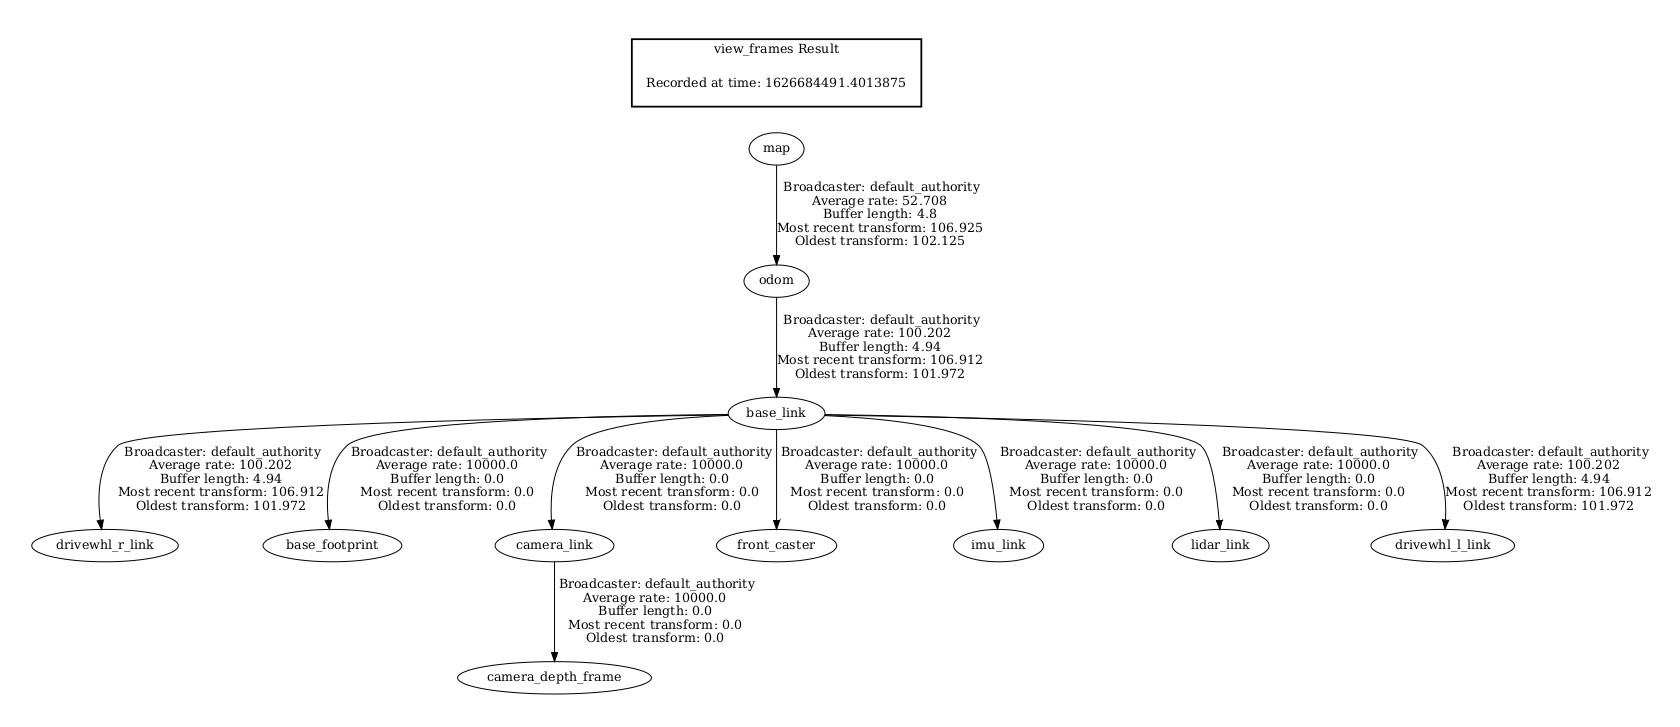 view_frames Result
Recorded at time: 1626684491.4013875
map
Broadcaster: default_authority
Average rate: 52.708
Buffer length: 4.8
Most recent transform: 106.925
Oldest transform: 102.125
odom
Broadcaster: default_authority
Average rate: 100.202
Buffer length: 4.94
Most recent transform: 106.912
Oldest transform: 101.972
base_link
Broadcaster: default_authority
Average rate: 100.202
Buffer length: 4.94
Most recent transform: 106.912
Oldest transform: 101.972
Broadcaster: default_authority
Average rate: 10000.0
Buffer length: 0.0
Most recent transform: 0.0
Oldest transform: 0.0
Broadcaster: default_authority
Average rate: 10000.0
Buffer length: 0.0
Most recent transform: 0.0
Oldest transform: 0.0
Broadcaster: default_authority
Average rate: 10000.0
Buffer length: 0.0
Most recent transform: 0.0
Oldest transform: 0.0
Broadcaster: default_authority
Average rate: 10000.0
Buffer length: 0.0
Most recent transform: 0.0
Oldest transform: 0.0
Broadcaster: default_authority
Average rate: 10000.0
Buffer length: 0.0
Most recent transform: 0.0
Oldest transform: 0.0
Broadcaster: default_authority
Average rate: 100.202
Buffer length: 4.94
Most recent transform: 106.912
Oldest transform: 101.972
drivewhl_r_link
base_footprint
camera_link
front_caster
imu_link
lidar_link
drivewhl_l_link
Broadcaster: default_authority
Average rate: 10000.0
Buffer length: 0.0
Most recent transform: 0.0
Oldest transform: 0.0
camera_depth_frame